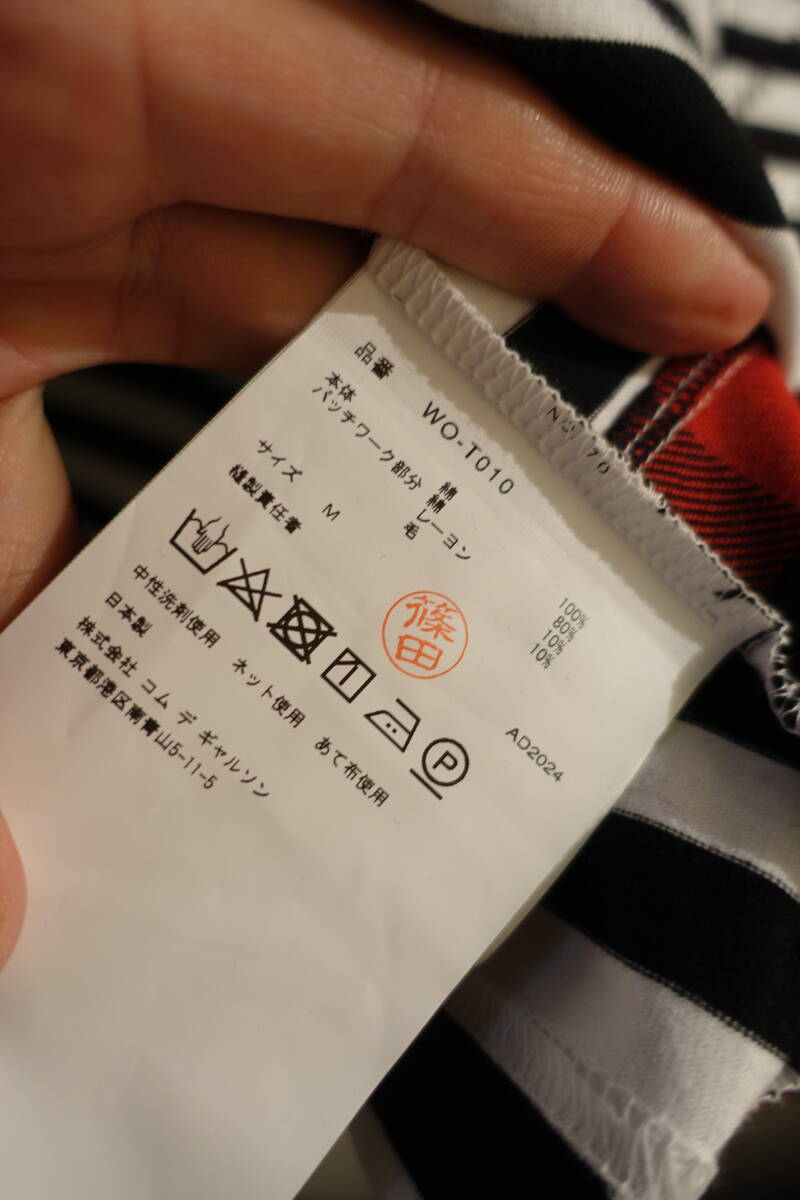 品番 WO-T010
本体 綿 100%
パッチワーク部分 綿 80%
レーヨン 10%
毛 10%
サイズ M
縫製責任者 篠田
P
中性洗剤使用 ネット使用 あて布使用
日本製 AD2024
株式会社 コム デ ギャルソン
東京都港区南青山5-11-5